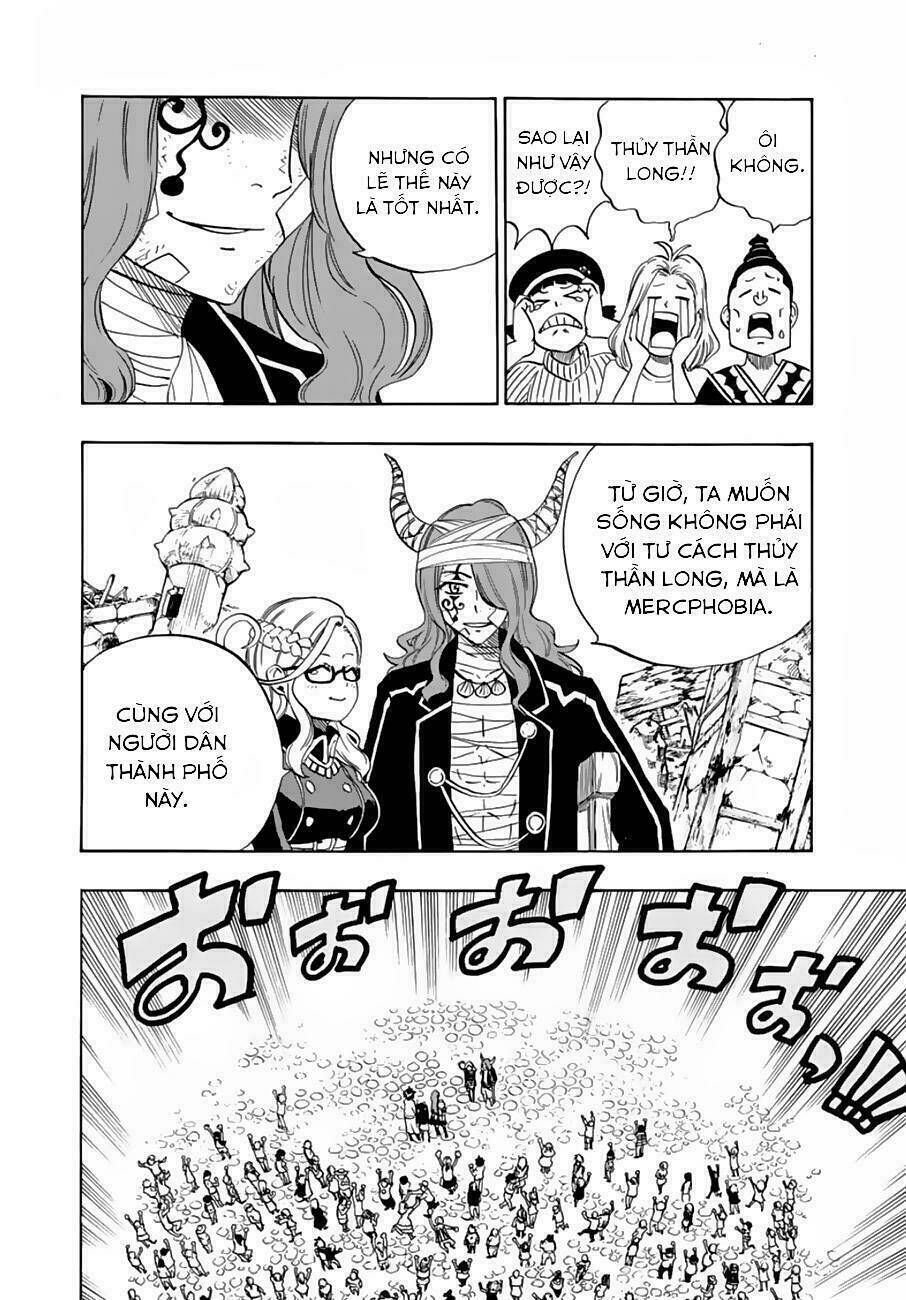 ÔI
KHÔNG.
THỦY THẦN
LONG!!
SAO LẠI
NHƯ VẬY
ĐƯỢC?!
NHƯNG CÓ
LẼ THẾ NÀY
LÀ TỐT NHẤT.
TỪ GIỜ, TA MUỐN
SỐNG KHÔNG PHẢI
VỚI TƯ CÁCH THỦY
THẦN LONG, MÀ LÀ
MERCPHOBIA.
CÙNG VỚI
NGƯỜI DÂN
THÀNH PHỐ
NÀY.
おおおおおっ!!!